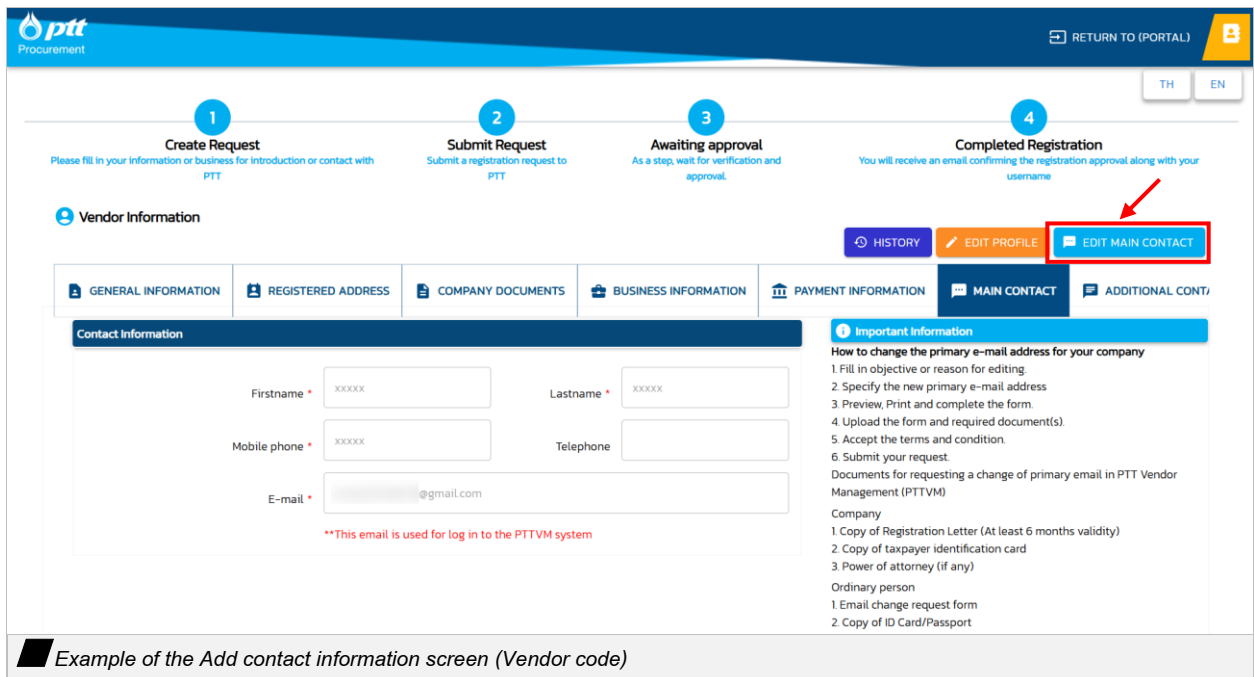 ptt
Procurement
RETURN TO (PORTAL)
TH
EN
1
Create Request
Please fill in your information or business for introduction or contact with
PTT
2
Submit Request
Submit a registration request to
PTT
3
Awaiting approval
As a step, wait for verification and
approval.
4
Completed Registration
You will receive an email confirming the registration approval along with your
username
Vendor Information
HISTORY
EDIT PROFILE
EDIT MAIN CONTACT
GENERAL INFORMATION
REGISTERED ADDRESS
COMPANY DOCUMENTS
BUSINESS INFORMATION
PAYMENT INFORMATION
MAIN CONTACT
ADDITIONAL CONTA
Contact Information
Firstname *
xxxxx
Lastname *
xxxxx
Mobile phone *
xxxxx
Telephone
E-mail *
@gmail.com
**This email is used for log in to the PTTVM system
Important Information
How to change the primary e-mail address for your company
1. Fill in objective or reason for editing.
2. Specify the new primary e-mail address
3. Preview, Print and complete the form.
4. Upload the form and required document(s).
5. Accept the terms and condition.
6. Submit your request.
Documents for requesting a change of primary email in PTT Vendor
Management (PTTVM)
Company
1. Copy of Registration Letter (At least 6 months validity)
2. Copy of taxpayer identification card
3. Power of attorney (if any)
Ordinary person
1. Email change request form
2. Copy of ID Card/Passport
Example of the Add contact information screen (Vendor code)